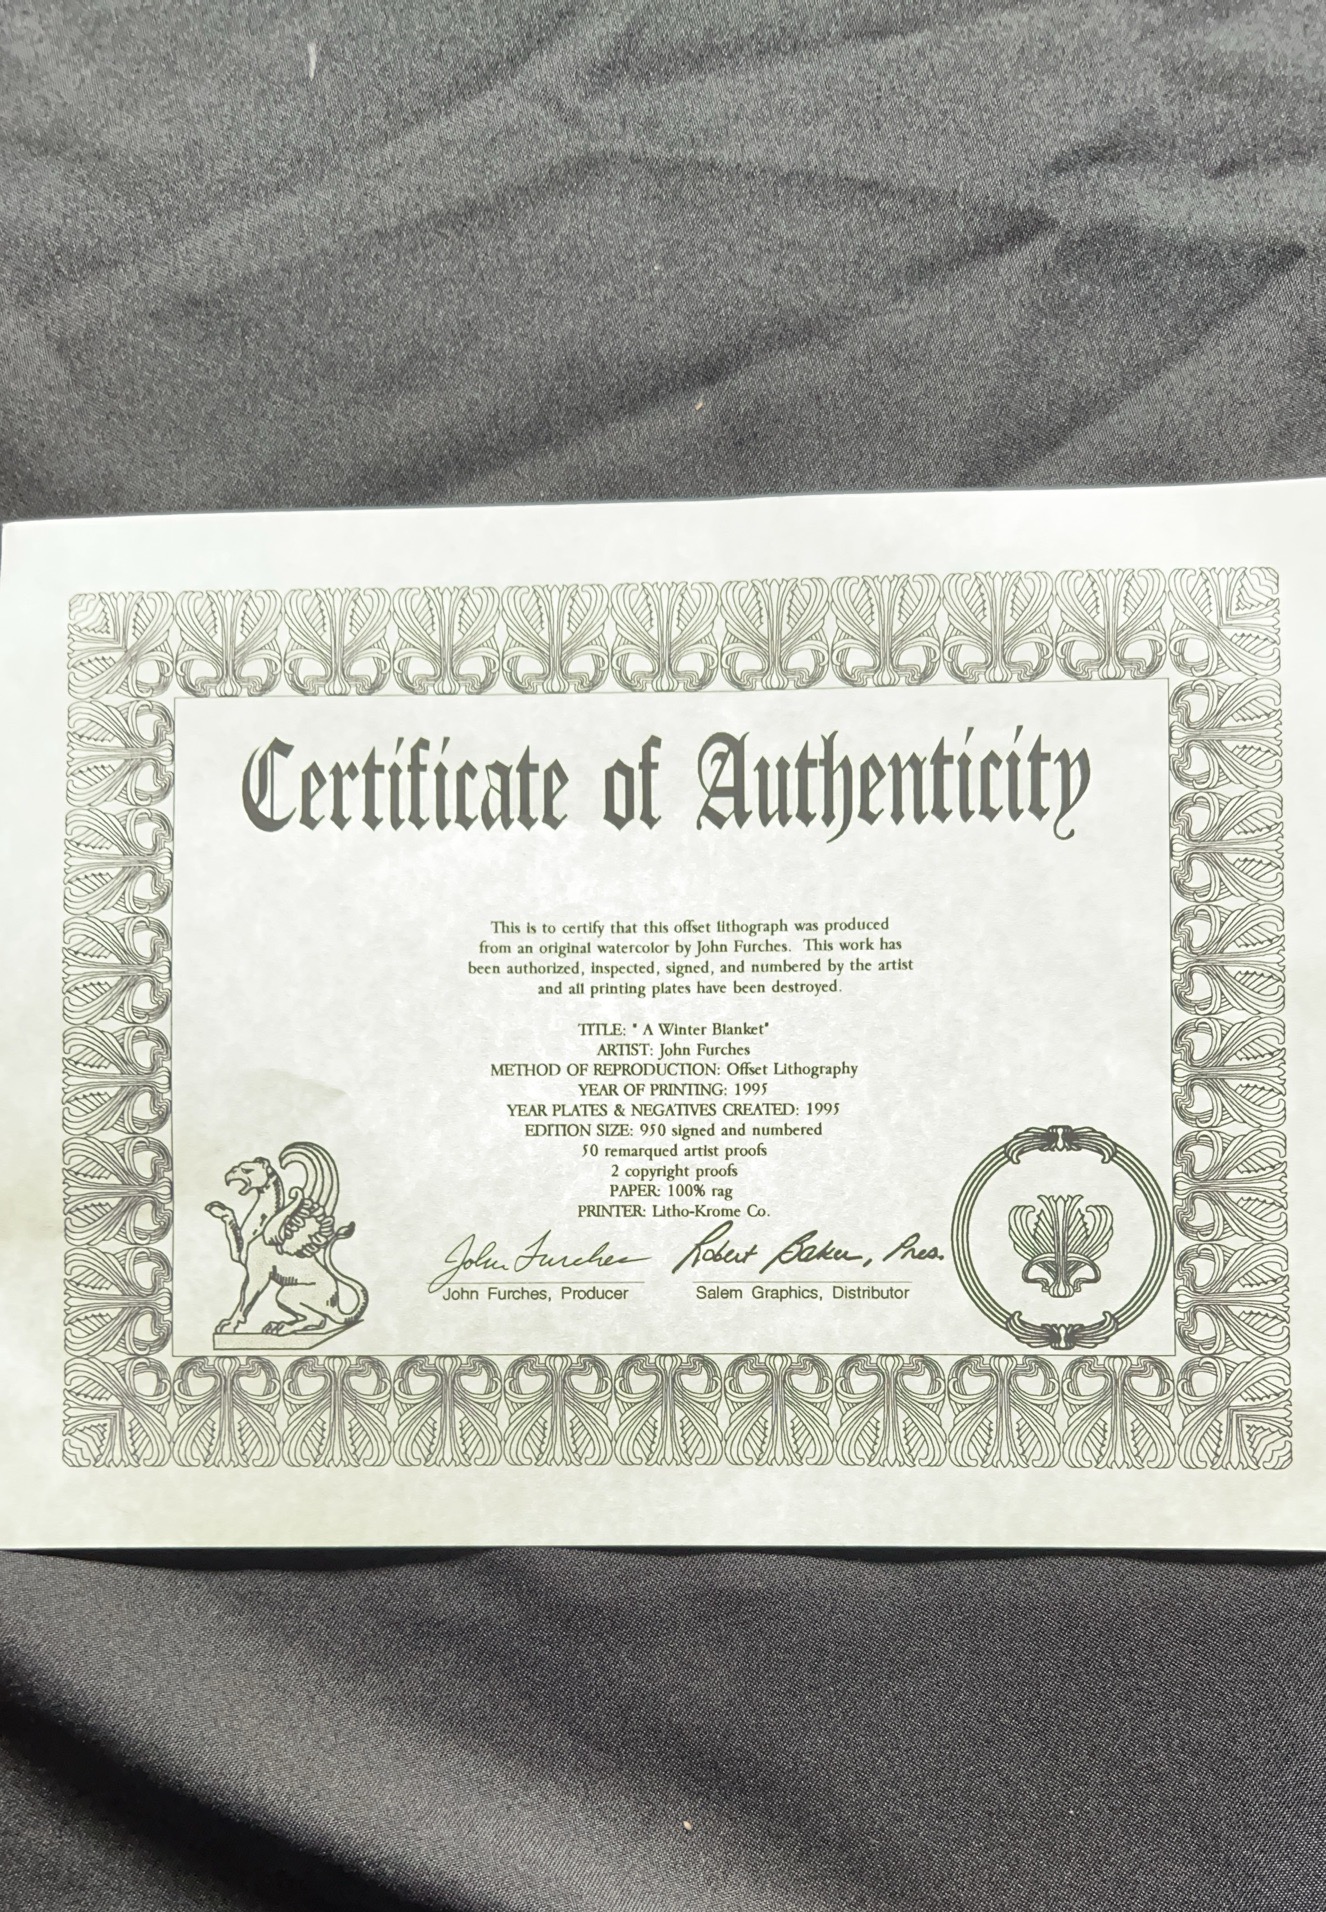 Certificate of Authenticity
This is to certify that this offset lithograph was produced
from an original watercolor by John Furches. This work has
been authorized, inspected, signed, and numbered by the artist
and all printing plates have been destroyed.
TITLE: " A Winter Blanket"
ARTIST: John Furches
METHOD OF REPRODUCTION: Offset Lithography
YEAR OF PRINTING: 1995
YEAR PLATES & NEGATIVES CREATED: 1995
EDITION SIZE: 950 signed and numbered
50 remarqued artist proofs
2 copyright proofs
PAPER: 100% rag
PRINTER: Litho-Krome Co.
John Furches Robert Baker, Pres.
John Furches, Producer Salem Graphics, Distributor